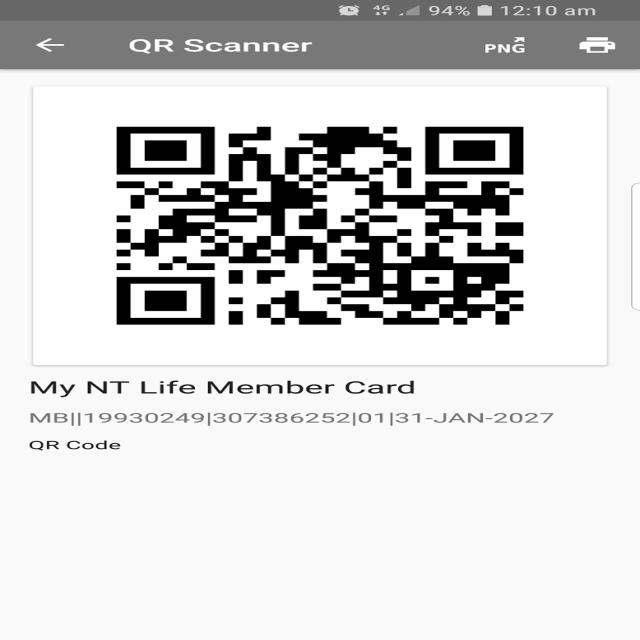 4G 94% 12:10 am
QR Scanner PNG
My NT Life Member Card
MB||19930249|307386252|01|31-JAN-2027
QR Code